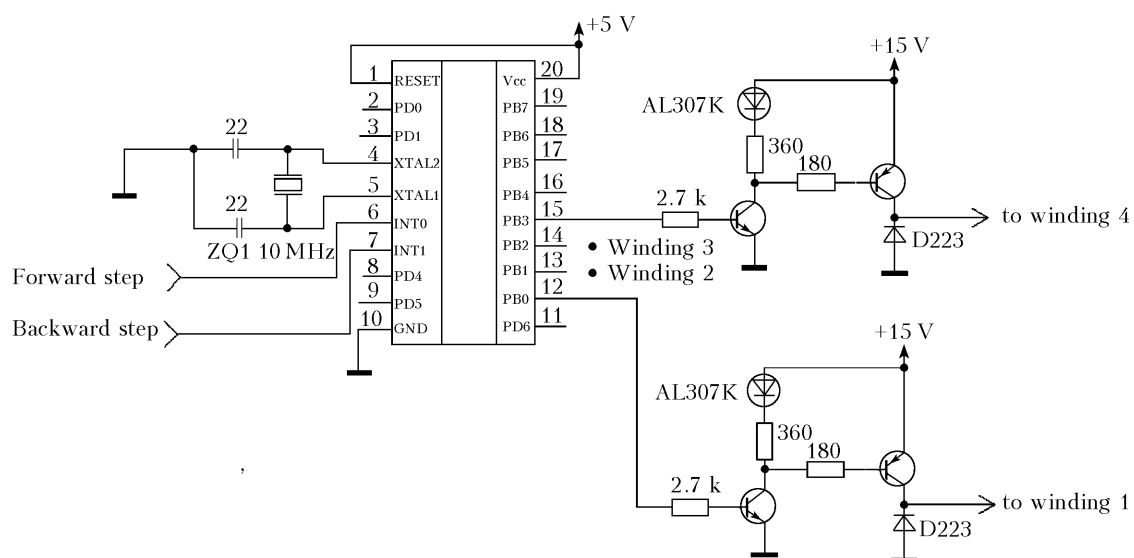 +5 V
1 RESET
2 PD0
3 PD1
4 XTAL2
5 XTAL1
6 INT0
7 INT1
8 PD4
9 PD5
10 GND
Vcc 20
PB7 19
PB6 18
PB5 17
PB4 16
PB3 15
PB2 14
PB1 13
PB0 12
PD6 11
22
22
ZQ1 10 MHz
Forward step
Backward step
• Winding 3
• Winding 2
+15 V
AL307K
360
180
2.7 k
to winding 4
D223
+15 V
AL307K
360
180
2.7 k
to winding 1
D223
,